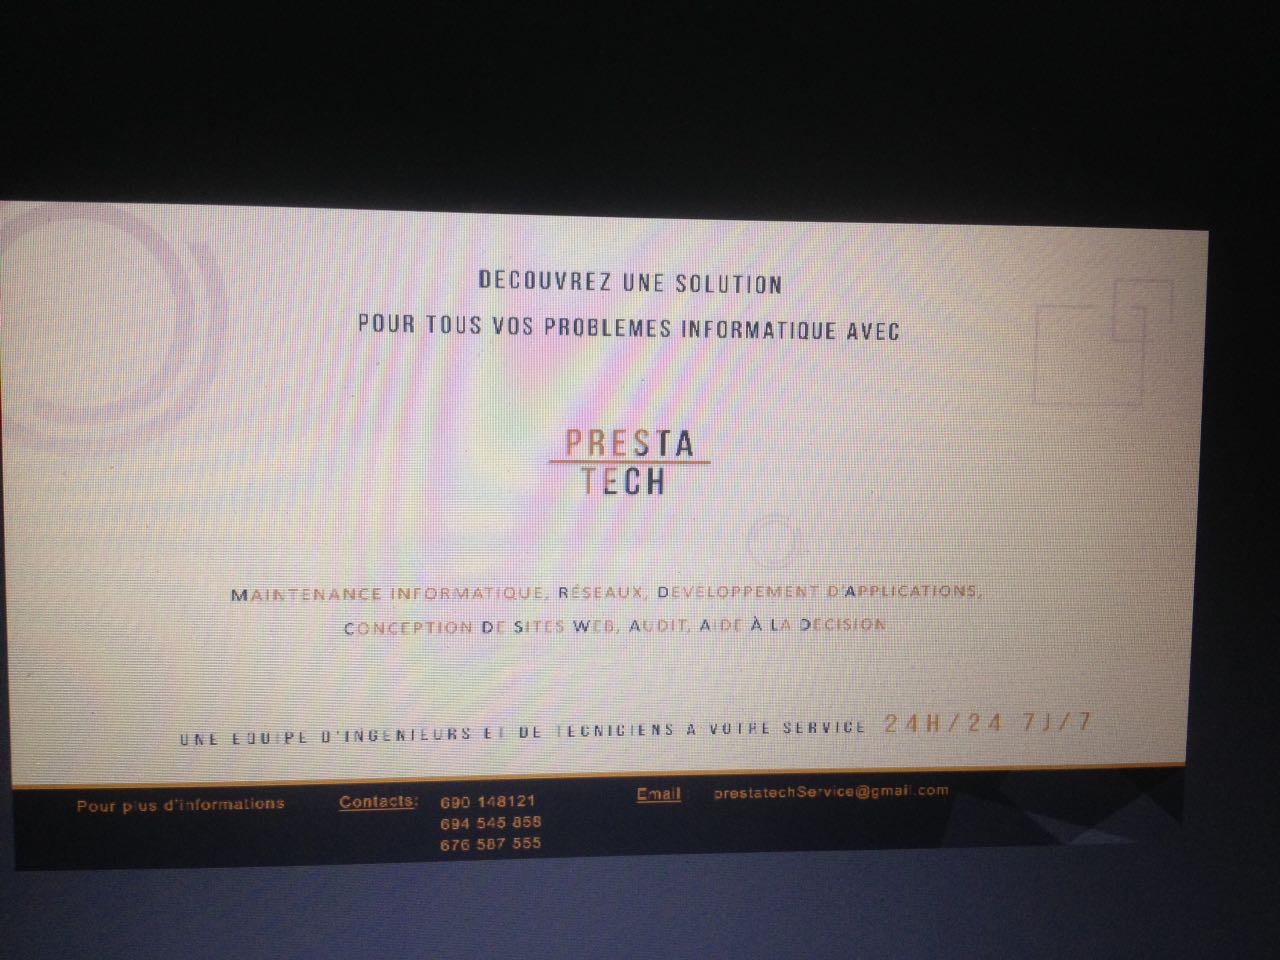 DECOUVREZ UNE SOLUTION
POUR TOUS VOS PROBLEMES INFORMATIQUE AVEC
PRESTA
TECH
MAINTENANCE INFORMATIQUE, RÉSEAUX, DEVELOPPEMENT D'APPLICATIONS,
CONCEPTION DE SITES WEB, AUDIT, AIDE À LA DECISION
UNE EQUIPE D'INGENIEURS ET DE TECNICIENS A VOTRE SERVICE 24H/24 7J/7
Pour plus d'informations Contacts: 690 148121 Email prestatechService@gmail.com
694 545 858
676 587 555